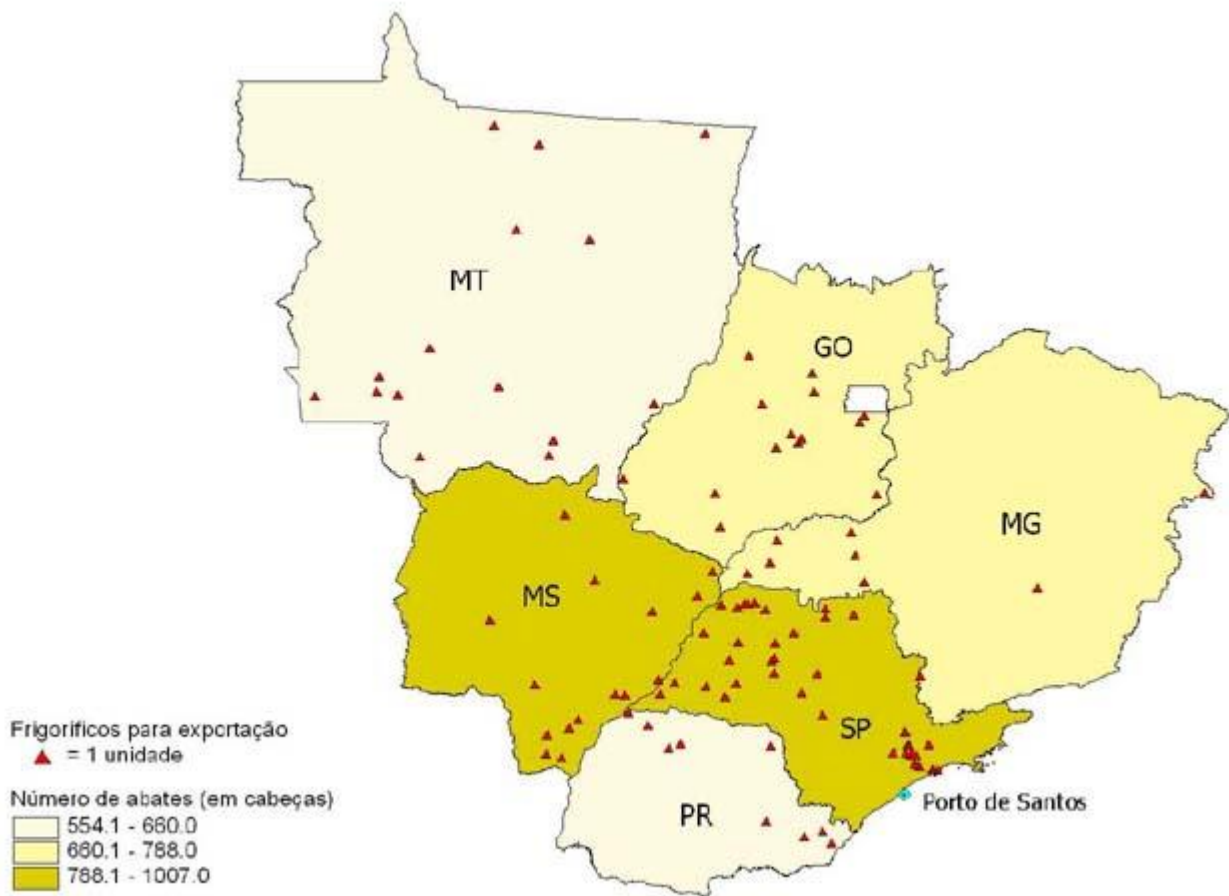 MT
GO
MG
MS
SP
Frigoríficos para exportação
= 1 unidade
Número de abates (em cabeças)
554.1 - 660.0
660.1 - 788.0
788.1 - 1007.0
PR
Porto de Santos